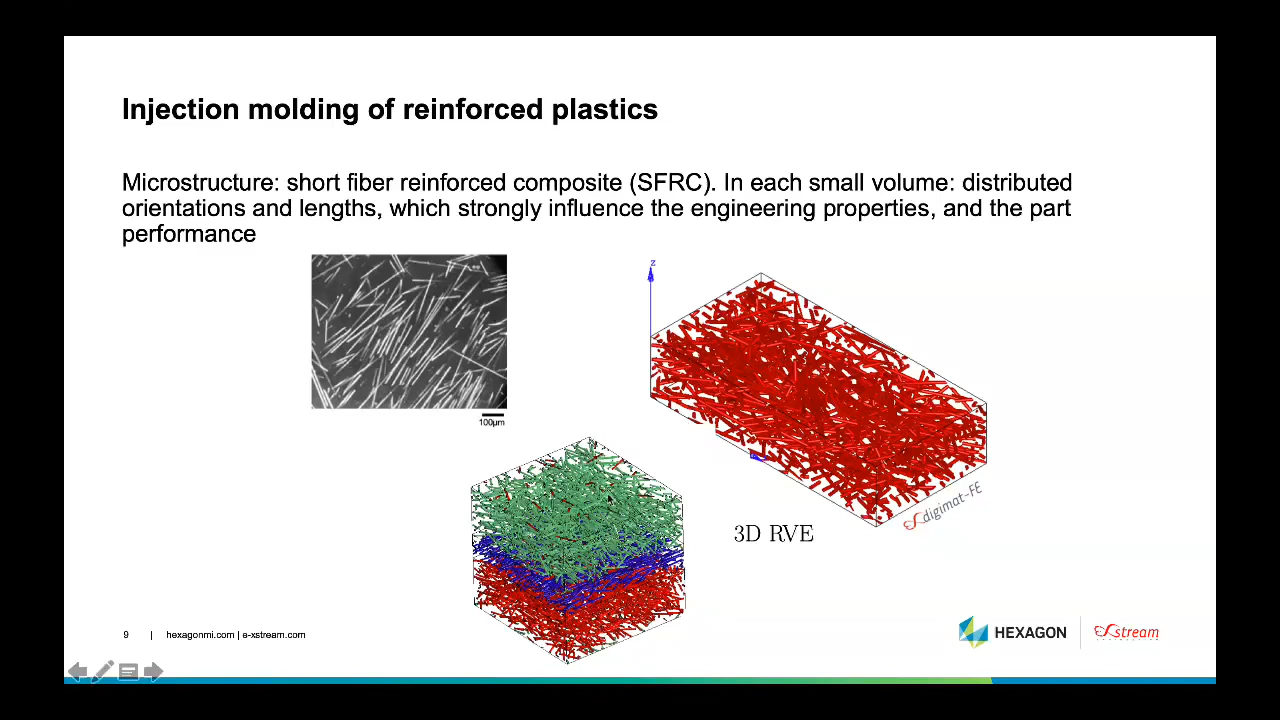 Injection molding of reinforced plastics
Microstructure: short fiber reinforced composite (SFRC). In each small volume: distributed
orientations and lengths, which strongly influence the engineering properties, and the part
performance
100µm
z
digimat-FE
3D RVE
9 | hexagonmi.com | e-xstream.com
HEXAGON
eXstream